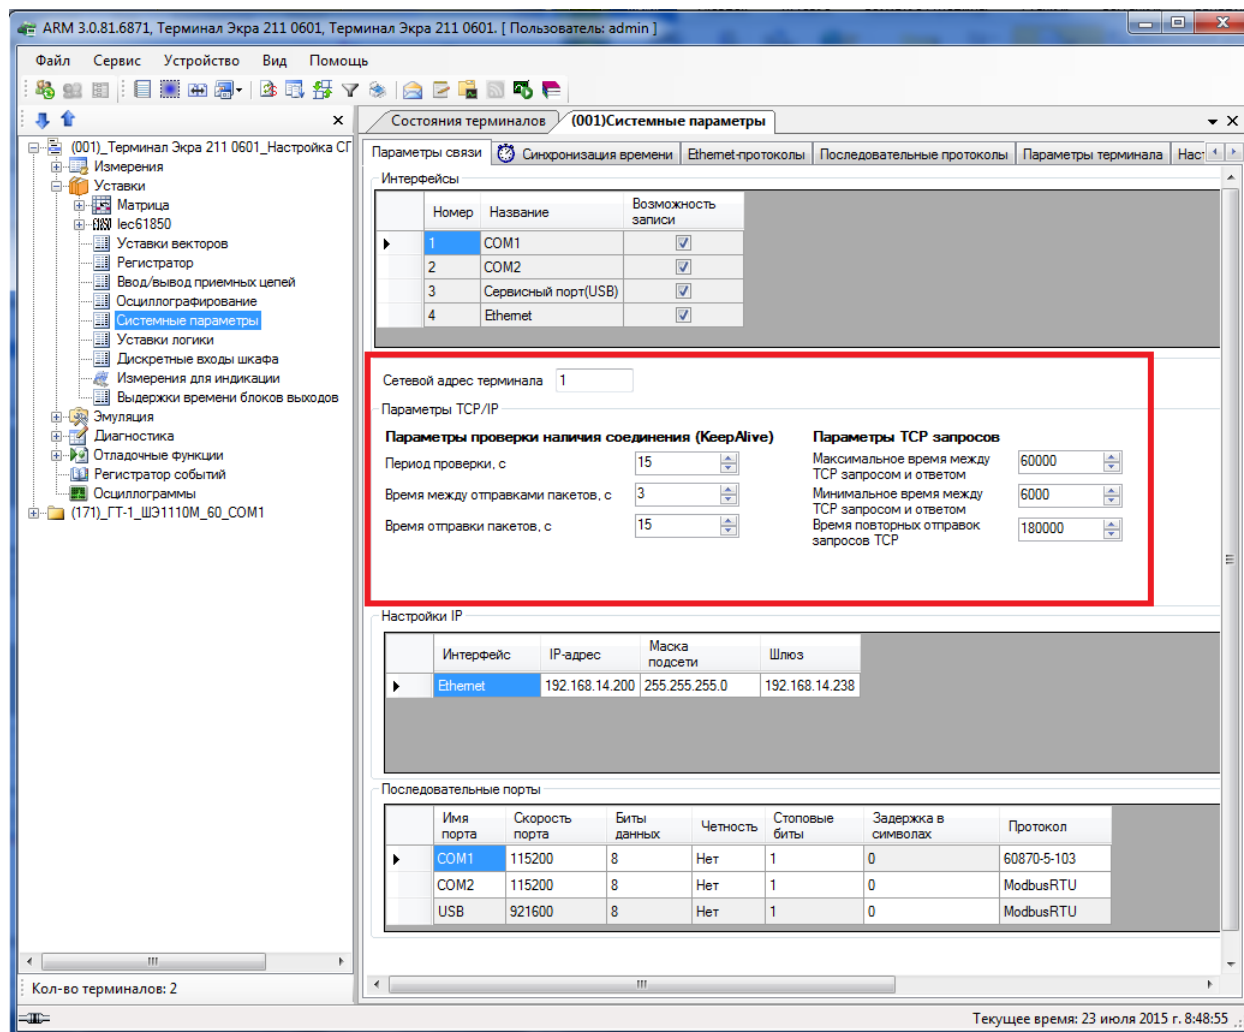 ARM 3.0.81.6871, Терминал Экра 211 0601, Терминал Экра 211 0601. [ Пользователь: admin ]
Файл Сервис Устройство Вид Помощь
Состояния терминалов (001)Системные параметры
(001)_Терминал Экра 211 0601_Настройка СГ
Измерения
Уставки
Матрица
Iec61850
Уставки векторов
Регистратор
Ввод/вывод приемных цепей
Осциллографирование
Системные параметры
Уставки логики
Дискретные входы шкафа
Измерения для индикации
Выдержки времени блоков выходов
Эмуляция
Диагностика
Отладочные функции
Регистратор событий
Осциллограммы
(171)_ГТ-1_ШЭ1110М_60_COM1
Кол-во терминалов: 2
Параметры связи Синхронизация времени Ethernet-протоколы Последовательные протоколы Параметры терминала Нас
Интерфейсы
Номер Название Возможность записи
1 COM1
2 COM2
3 Сервисный порт(USB)
4 Ethernet
Сетевой адрес терминала 1
Параметры TCP/IP
Параметры проверки наличия соединения (KeepAlive)
Период проверки, с 15
Время между отправками пакетов, с 3
Время отправки пакетов, с 15
Параметры TCP запросов
Максимальное время между
TCP запросом и ответом 60000
Минимальное время между
TCP запросом и ответом 6000
Время повторных отправок
запросов TCP 180000
Настройки IP
Интерфейс IP-адрес Маска подсети Шлюз
Ethernet 192.168.14.200 255.255.255.0 192.168.14.238
Последовательные порты
Имя порта Скорость порта Биты данных Четность Стоповые биты Задержка в символах Протокол
COM1 115200 8 Нет 1 0 60870-5-103
COM2 115200 8 Нет 1 0 ModbusRTU
USB 921600 8 Нет 1 0 ModbusRTU
Текущее время: 23 июля 2015 г. 8:48:55